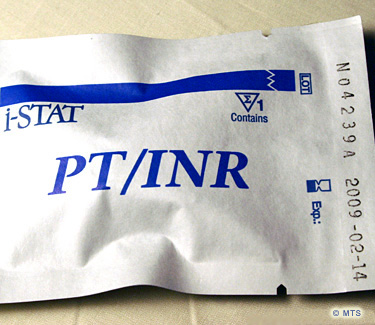 i-STAT
Σ 1
Contains
PT/INR
LOT
N04239A
Exp.:
2009-02-14
© MTS